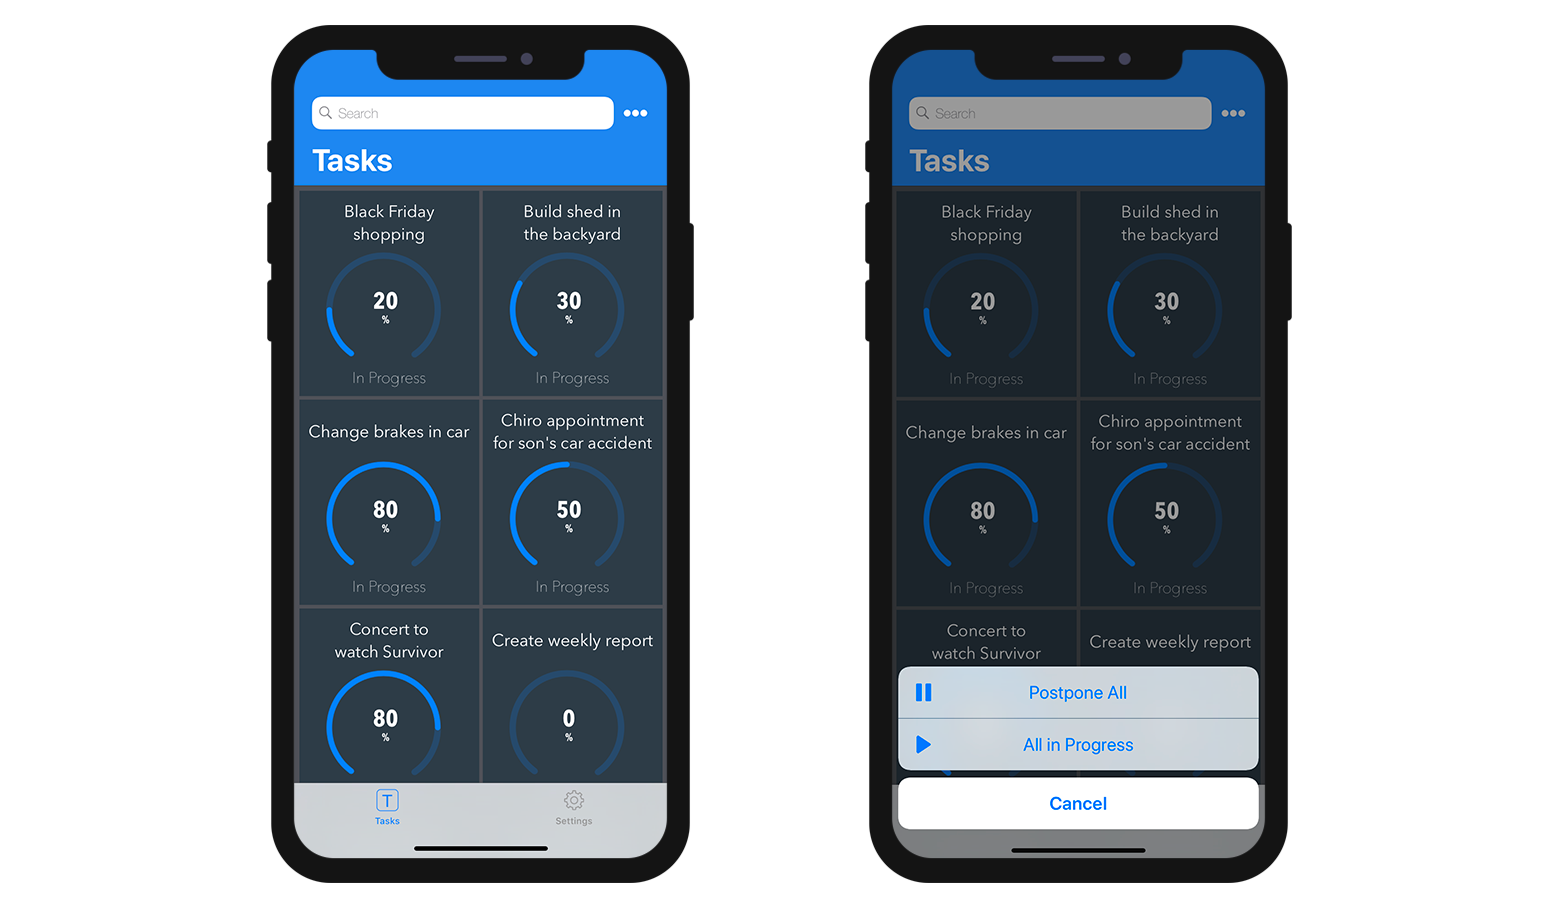 Search
Tasks
Black Friday
shopping
20
%
In Progress
Build shed in
the backyard
30
%
In Progress
Change brakes in car
80
%
In Progress
Chiro appointment
for son's car accident
50
%
In Progress
Concert to
watch Survivor
80
%
Create weekly report
0
%
T
Tasks
Settings
Search
Tasks
Black Friday
shopping
20
%
In Progress
Build shed in
the backyard
30
%
In Progress
Change brakes in car
80
%
In Progress
Chiro appointment
for son's car accident
50
%
In Progress
Concert to
watch Survivor
Create weekly report
Postpone All
All in Progress
Cancel